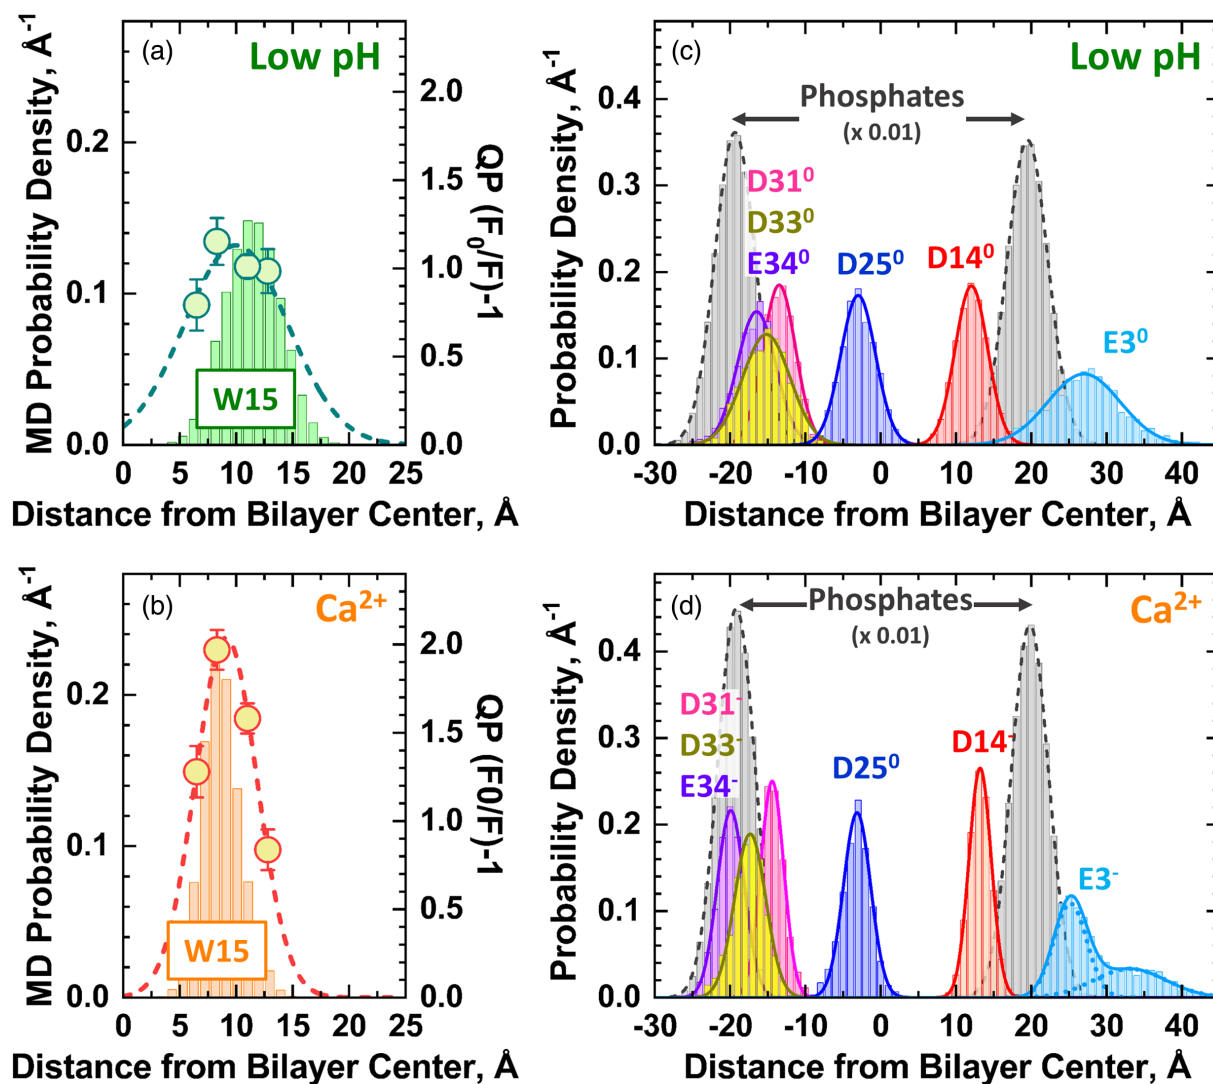 (a) Low pH
MD Probability Density, Å⁻¹
0.2
0.1
0.0
2.0
1.5
1.0
0.5
0.0
QP (F₀/F)-1
W15
0 5 10 15 20 25
Distance from Bilayer Center, Å
(c) Low pH
Probability Density, Å⁻¹
0.4
0.3
0.2
0.1
0.0
Phosphates
(x 0.01)
D31⁰
D33⁰
E34⁰
D25⁰
D14⁰
E3⁰
-30 -20 -10 0 10 20 30 40
Distance from Bilayer Center, Å
(b) Ca²⁺
MD Probability Density, Å⁻¹
0.2
0.1
0.0
2.0
1.5
1.0
0.5
0.0
QP (F0/F)-1
W15
0 5 10 15 20 25
Distance from Bilayer Center, Å
(d) Ca²⁺
Probability Density, Å⁻¹
0.4
0.3
0.2
0.1
0.0
Phosphates
(x 0.01)
D31⁻
D33⁻
E34⁻
D25⁰
D14⁻
E3⁻
-30 -20 -10 0 10 20 30 40
Distance from Bilayer Center, Å